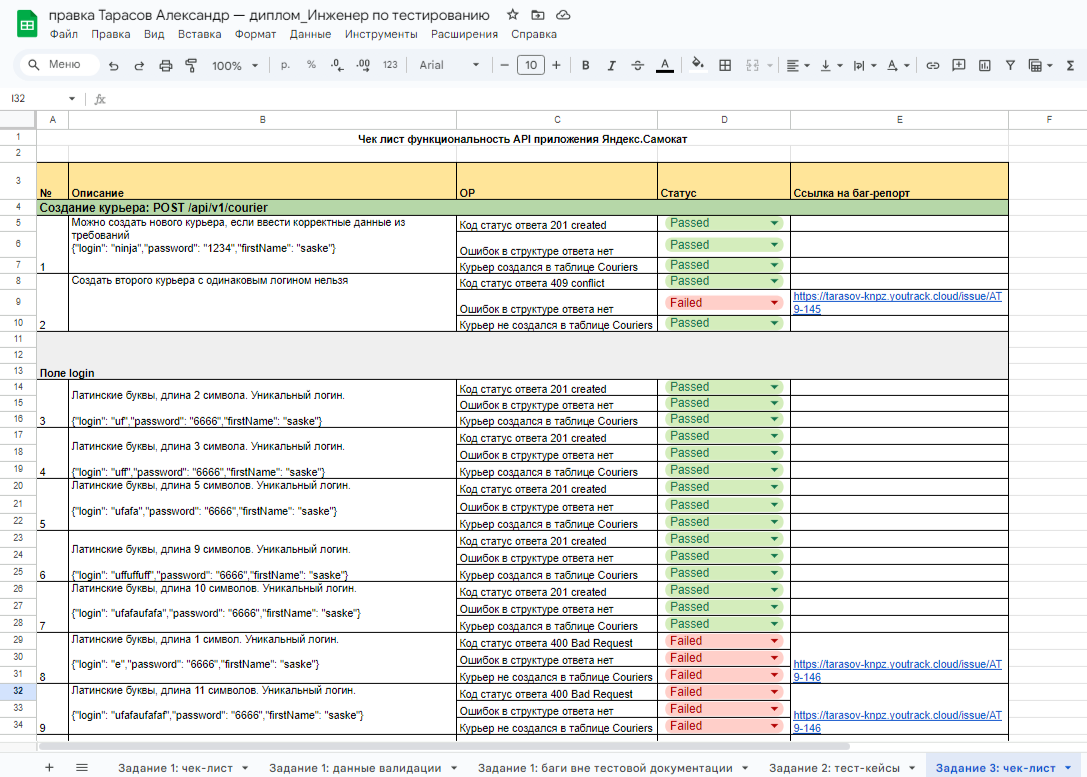 правка Тарасов Александр — диплом_Инженер по тестированию
Файл Правка Вид Вставка Формат Данные Инструменты Расширения Справка
Меню 100% р. % .0 .00 123 Arial − 10 + B I A
I32 fx
A B C D E F
1 Чек лист функциональность API приложения Яндекс.Самокат
2
3 № Описание ОР Статус Ссылка на баг-репорт
4 Создание курьера: POST /api/v1/courier
5 Можно создать нового курьера, если ввести корректные данные из Код статус ответа 201 created Passed
требований
6 {"login": "ninja","password": "1234","firstName": "saske"} Ошибок в структуре ответа нет Passed
7 1 Курьер создался в таблице Couriers Passed
8 Создать второго курьера с одинаковым логином нельзя Код статус ответа 409 conflict Passed
9 Ошибок в структуре ответа нет Failed https://tarasov-knpz.youtrack.cloud/issue/AT
9-145
10 2 Курьер не создался в таблице Couriers Passed
11
12
13 Поле login
14 Латинские буквы, длина 2 символа. Уникальный логин. Код статус ответа 201 created Passed
15 Ошибок в структуре ответа нет Passed
16 3 {"login": "uf","password": "6666","firstName": "saske"} Курьер создался в таблице Couriers Passed
17 Код статус ответа 201 created Passed
18 Латинские буквы, длина 3 символа. Уникальный логин. Ошибок в структуре ответа нет Passed
19 4 {"login": "uff","password": "6666","firstName": "saske"} Курьер создался в таблице Couriers Passed
20 Латинские буквы, длина 5 символов. Уникальный логин. Код статус ответа 201 created Passed
21 {"login": "ufafa","password": "6666","firstName": "saske"} Ошибок в структуре ответа нет Passed
22 5 Курьер создался в таблице Couriers Passed
23 Код статус ответа 201 created Passed
24 Латинские буквы, длина 9 символов. Уникальный логин. Ошибок в структуре ответа нет Passed
25 6 {"login": "uffuffuff","password": "6666","firstName": "saske"} Курьер создался в таблице Couriers Passed
26 Латинские буквы, длина 10 символов. Уникальный логин. Код статус ответа 201 created Passed
27 {"login": "ufafaufafa","password": "6666","firstName": "saske"} Ошибок в структуре ответа нет Passed
28 7 Курьер создался в таблице Couriers Passed
29 Латинские буквы, длина 1 символ. Уникальный логин. Код статус ответа 400 Bad Request Failed
30 {"login": "e","password": "6666","firstName": "saske"} Ошибок в структуре ответа нет Failed
31 8 Курьер не создался в таблице Couriers Failed https://tarasov-knpz.youtrack.cloud/issue/AT
9-146
32 Латинские буквы, длина 11 символов. Уникальный логин. Код статус ответа 400 Bad Request Failed
33 {"login": "ufafaufafaf","password": "6666","firstName": "saske"} Ошибок в структуре ответа нет Failed
34 9 Курьер не создался в таблице Couriers Failed https://tarasov-knpz.youtrack.cloud/issue/AT
9-146
Задание 1: чек-лист Задание 1: данные валидации Задание 1: баги вне тестовой документации Задание 2: тест-кейсы Задание 3: чек-лист